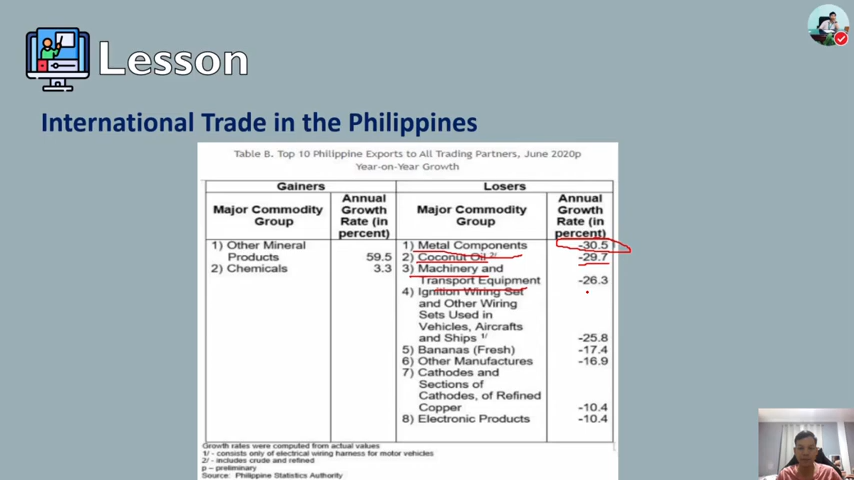 Lesson
International Trade in the Philippines
Table B. Top 10 Philippine Exports to All Trading Partners, June 2020p
Year-on-Year Growth
Gainers
Losers
Major Commodity Group
Annual Growth Rate (in percent)
Major Commodity Group
Annual Growth Rate (in percent)
1) Other Mineral
Products 59.5
2) Chemicals 3.3
1) Metal Components -30.5
2) Coconut Oil 2/ -29.7
3) Machinery and
Transport Equipment -26.3
4) Ignition Wiring Set
and Other Wiring
Sets Used in
Vehicles, Aircrafts
and Ships 1/ -25.8
5) Bananas (Fresh) -17.4
6) Other Manufactures -16.9
7) Cathodes and
Sections of
Cathodes, of Refined
Copper -10.4
8) Electronic Products -10.4
Growth rates were computed from actual values
1/ - consists only of electrical wiring harness for motor vehicles
2/ - includes crude and refined
p – preliminary
Source: Philippine Statistics Authority